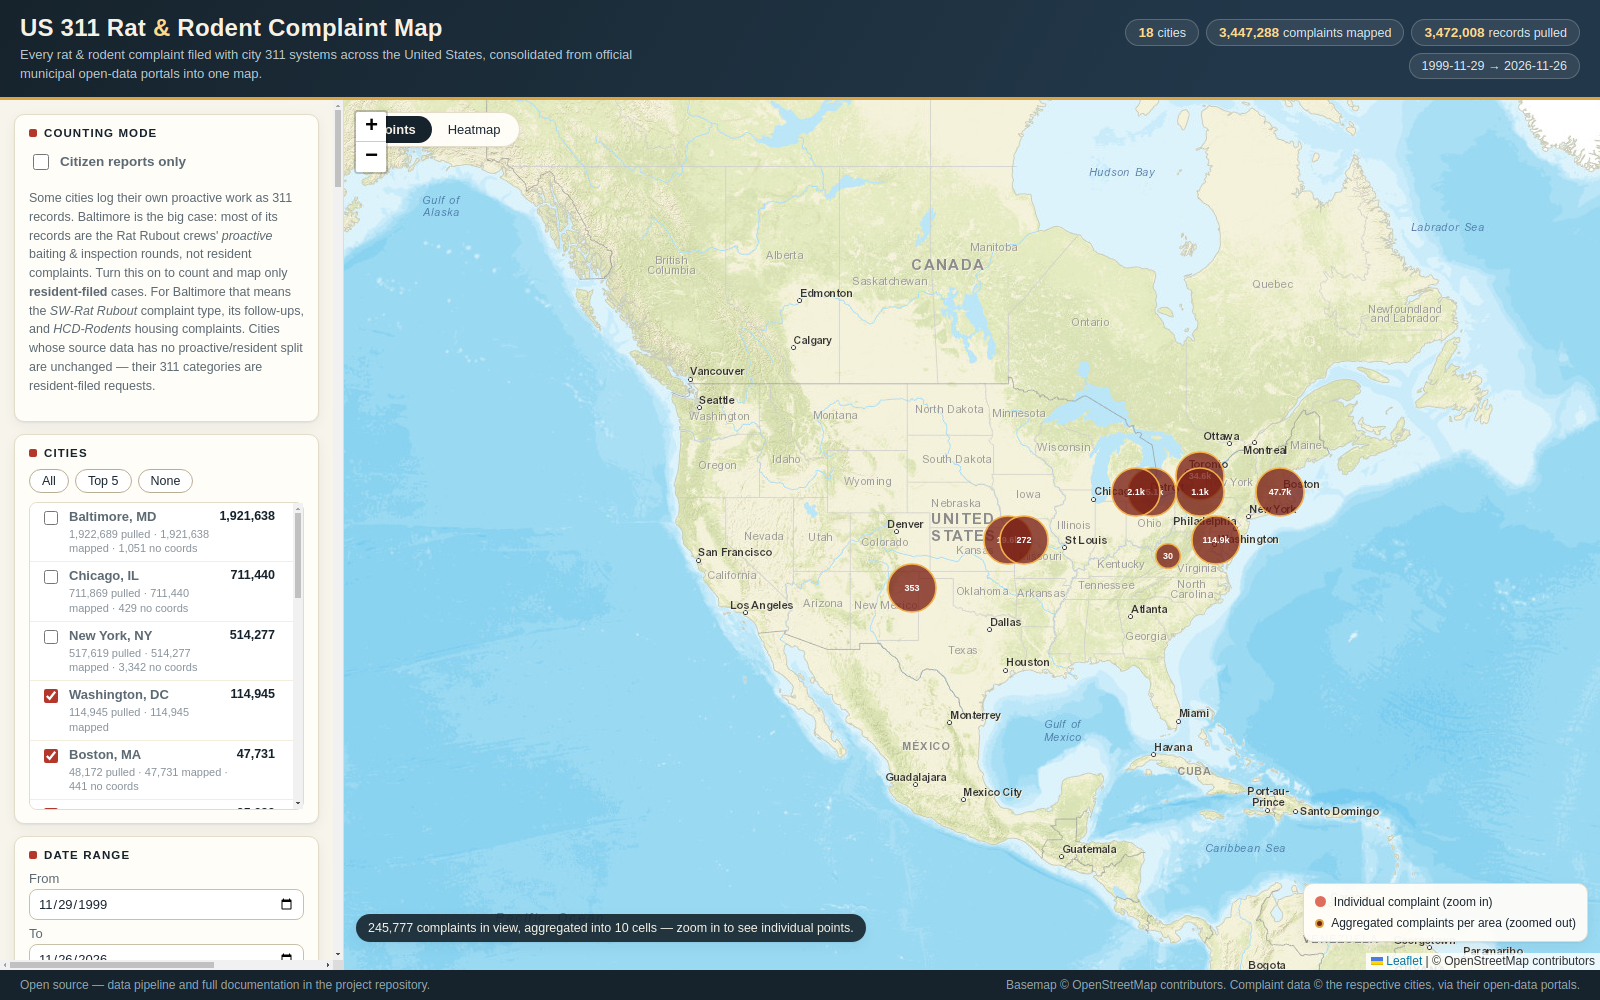 US 311 Rat & Rodent Complaint Map
Every rat & rodent complaint filed with city 311 systems across the United States, consolidated from official
municipal open-data portals into one map.
18 cities
3,447,288 complaints mapped
3,472,008 records pulled
1999-11-29 → 2026-11-26
COUNTING MODE
Citizen reports only
Some cities log their own proactive work as 311
records. Baltimore is the big case: most of its
records are the Rat Rubout crews' proactive
baiting & inspection rounds, not resident
complaints. Turn this on to count and map only
resident-filed cases. For Baltimore that means
the SW-Rat Rubout complaint type, its follow-ups,
and HCD-Rodents housing complaints. Cities
whose source data has no proactive/resident split
are unchanged — their 311 categories are
resident-filed requests.
CITIES
All
Top 5
None
Baltimore, MD 1,921,638
1,922,689 pulled · 1,921,638
mapped · 1,051 no coords
Chicago, IL 711,440
711,869 pulled · 711,440
mapped · 429 no coords
New York, NY 514,277
517,619 pulled · 514,277
mapped · 3,342 no coords
Washington, DC 114,945
114,945 pulled · 114,945
mapped
Boston, MA 47,731
48,172 pulled · 47,731 mapped ·
441 no coords
DATE RANGE
From
11/29/1999
To
11/26/2026
+
−
oints
Heatmap
Gulf of
Alaska
Hudson Bay
Labrador Sea
British
Columbia
Alberta
Manitoba
CANADA
Saskatchewan
Edmonton
Quebec
Newfoundland
and Labrador
Ontario
Calgary
Vancouver
Seattle
Washington
Montana
North Dakota
Minnesota
Ottawa
Montreal
Maine
Wisconsin
Oregon
Idaho
South Dakota
Toronto
Wyoming
Iowa
2.1k
1.1k
York
47.7k
Boston
Nebraska
New York
Denver
UNITED
STATES
Illinois
Ohio
Philadelphia
Nevada
Utah
Colorado
Kansas
272
St Louis
114.9k
San Francisco
30
Kentucky
Virginia
California
353
Oklahoma
Arkansas
Tennessee
North
Carolina
Los Angeles
Arizona
New Mexico
Atlanta
Dallas
Georgia
Texas
Houston
Miami
Monterrey
Gulf of
Mexico
MÉXICO
Havana
CUBA
Guadalajara
Mexico City
Port-au-
Prince
Santo Domingo
Guatemala
Caribbean Sea
245,777 complaints in view, aggregated into 10 cells — zoom in to see individual points.
Individual complaint (zoom in)
Aggregated complaints per area (zoomed out)
Georgetown
Paramaribo
Bogota
Leaflet | © OpenStreetMap contributors
Open source — data pipeline and full documentation in the project repository.
Basemap © OpenStreetMap contributors. Complaint data © the respective cities, via their open-data portals.